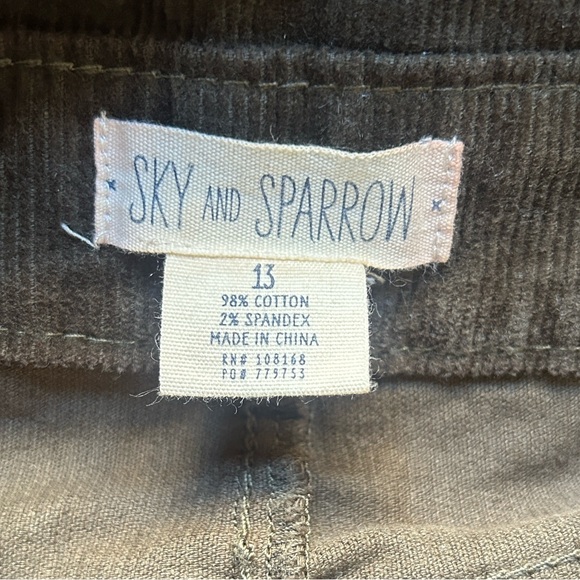 SKY AND SPARROW
13
98% COTTON
2% SPANDEX
MADE IN CHINA
RN# 108168
PO# 779753